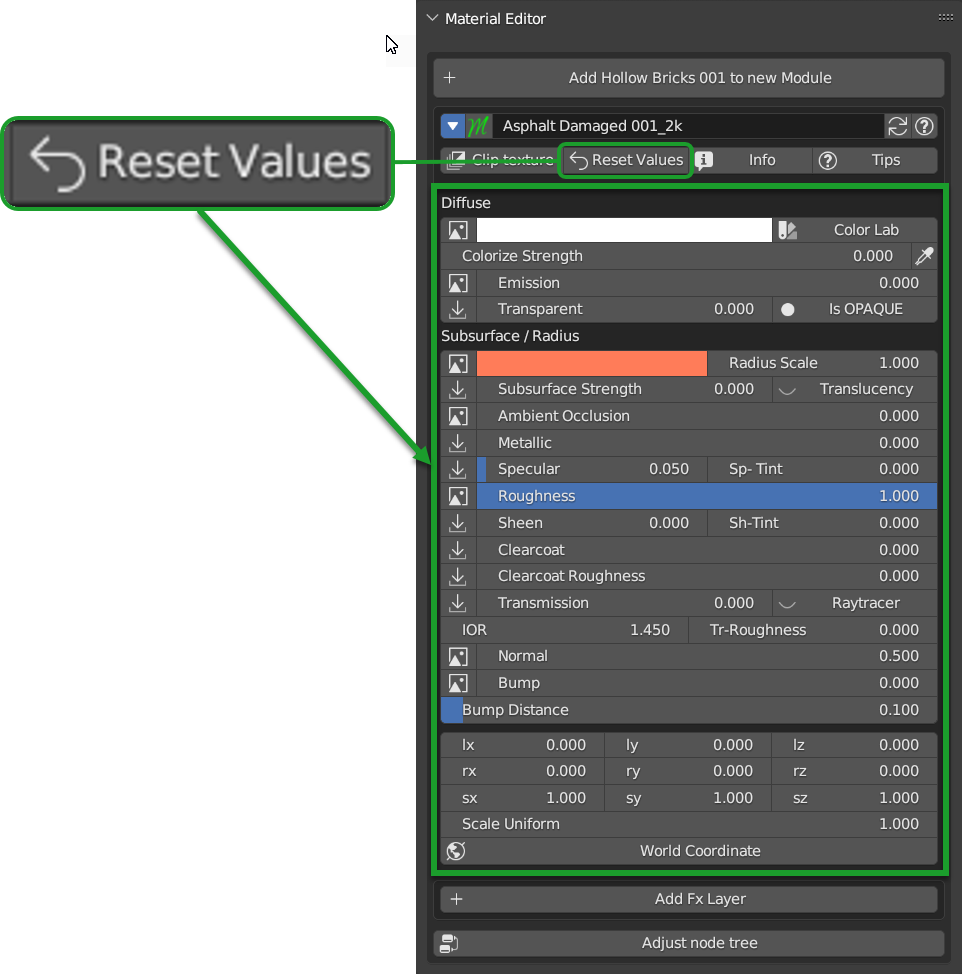 Material Editor
Add Hollow Bricks 001 to new Module
Asphalt Damaged 001_2k
Reset Values
Clip texture Reset Values Info Tips
Diffuse
Color Lab
Colorize Strength 0.000
Emission 0.000
Transparent 0.000 Is OPAQUE
Subsurface / Radius
Radius Scale 1.000
Subsurface Strength 0.000 Translucency
Ambient Occlusion 0.000
Metallic 0.000
Specular 0.050 Sp- Tint 0.000
Roughness 1.000
Sheen 0.000 Sh-Tint 0.000
Clearcoat 0.000
Clearcoat Roughness 0.000
Transmission 0.000 Raytracer
IOR 1.450 Tr-Roughness 0.000
Normal 0.500
Bump 0.000
Bump Distance 0.100
lx 0.000 ly 0.000 lz 0.000
rx 0.000 ry 0.000 rz 0.000
sx 1.000 sy 1.000 sz 1.000
Scale Uniform 1.000
World Coordinate
Add Fx Layer
Adjust node tree